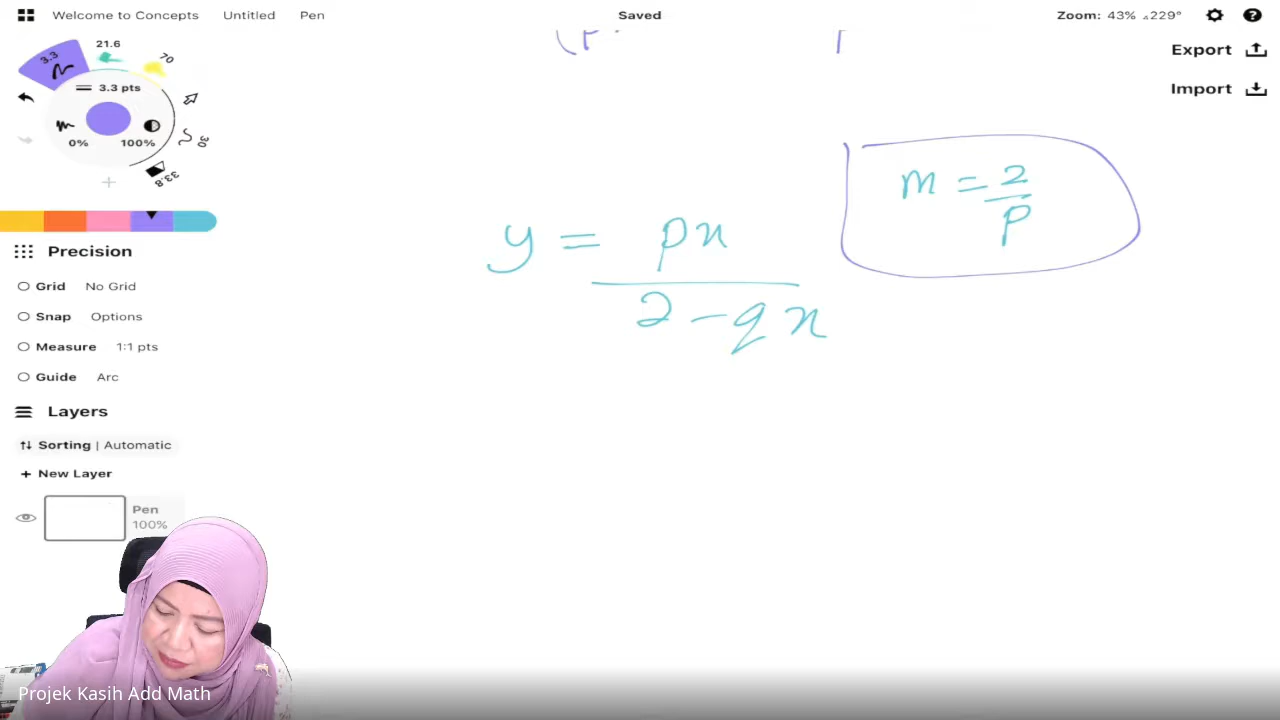 Welcome to Concepts Untitled Pen Saved Zoom: 43% ⊿229°
Export
Import
21.6
3.3
70
3.3 pts
0% 100%
30
33.8
m = 2/p
y = px / 2 - qx
Precision
Grid No Grid
Snap Options
Measure 1:1 pts
Guide Arc
Layers
Sorting | Automatic
+ New Layer
Pen
100%
Projek Kasih Add Math